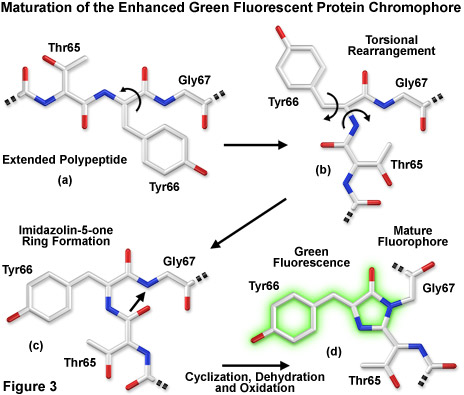 Maturation of the Enhanced Green Fluorescent Protein Chromophore
Thr65
Gly67
Extended Polypeptide
(a)
Tyr66
Torsional
Rearrangement
Tyr66
Gly67
(b)
Thr65
Imidazolin-5-one
Ring Formation
Gly67
Tyr66
(c)
Thr65
Figure 3
Cyclization, Dehydration
and Oxidation
Green
Fluorescence
Mature
Fluorophore
Tyr66
Gly67
(d)
Thr65